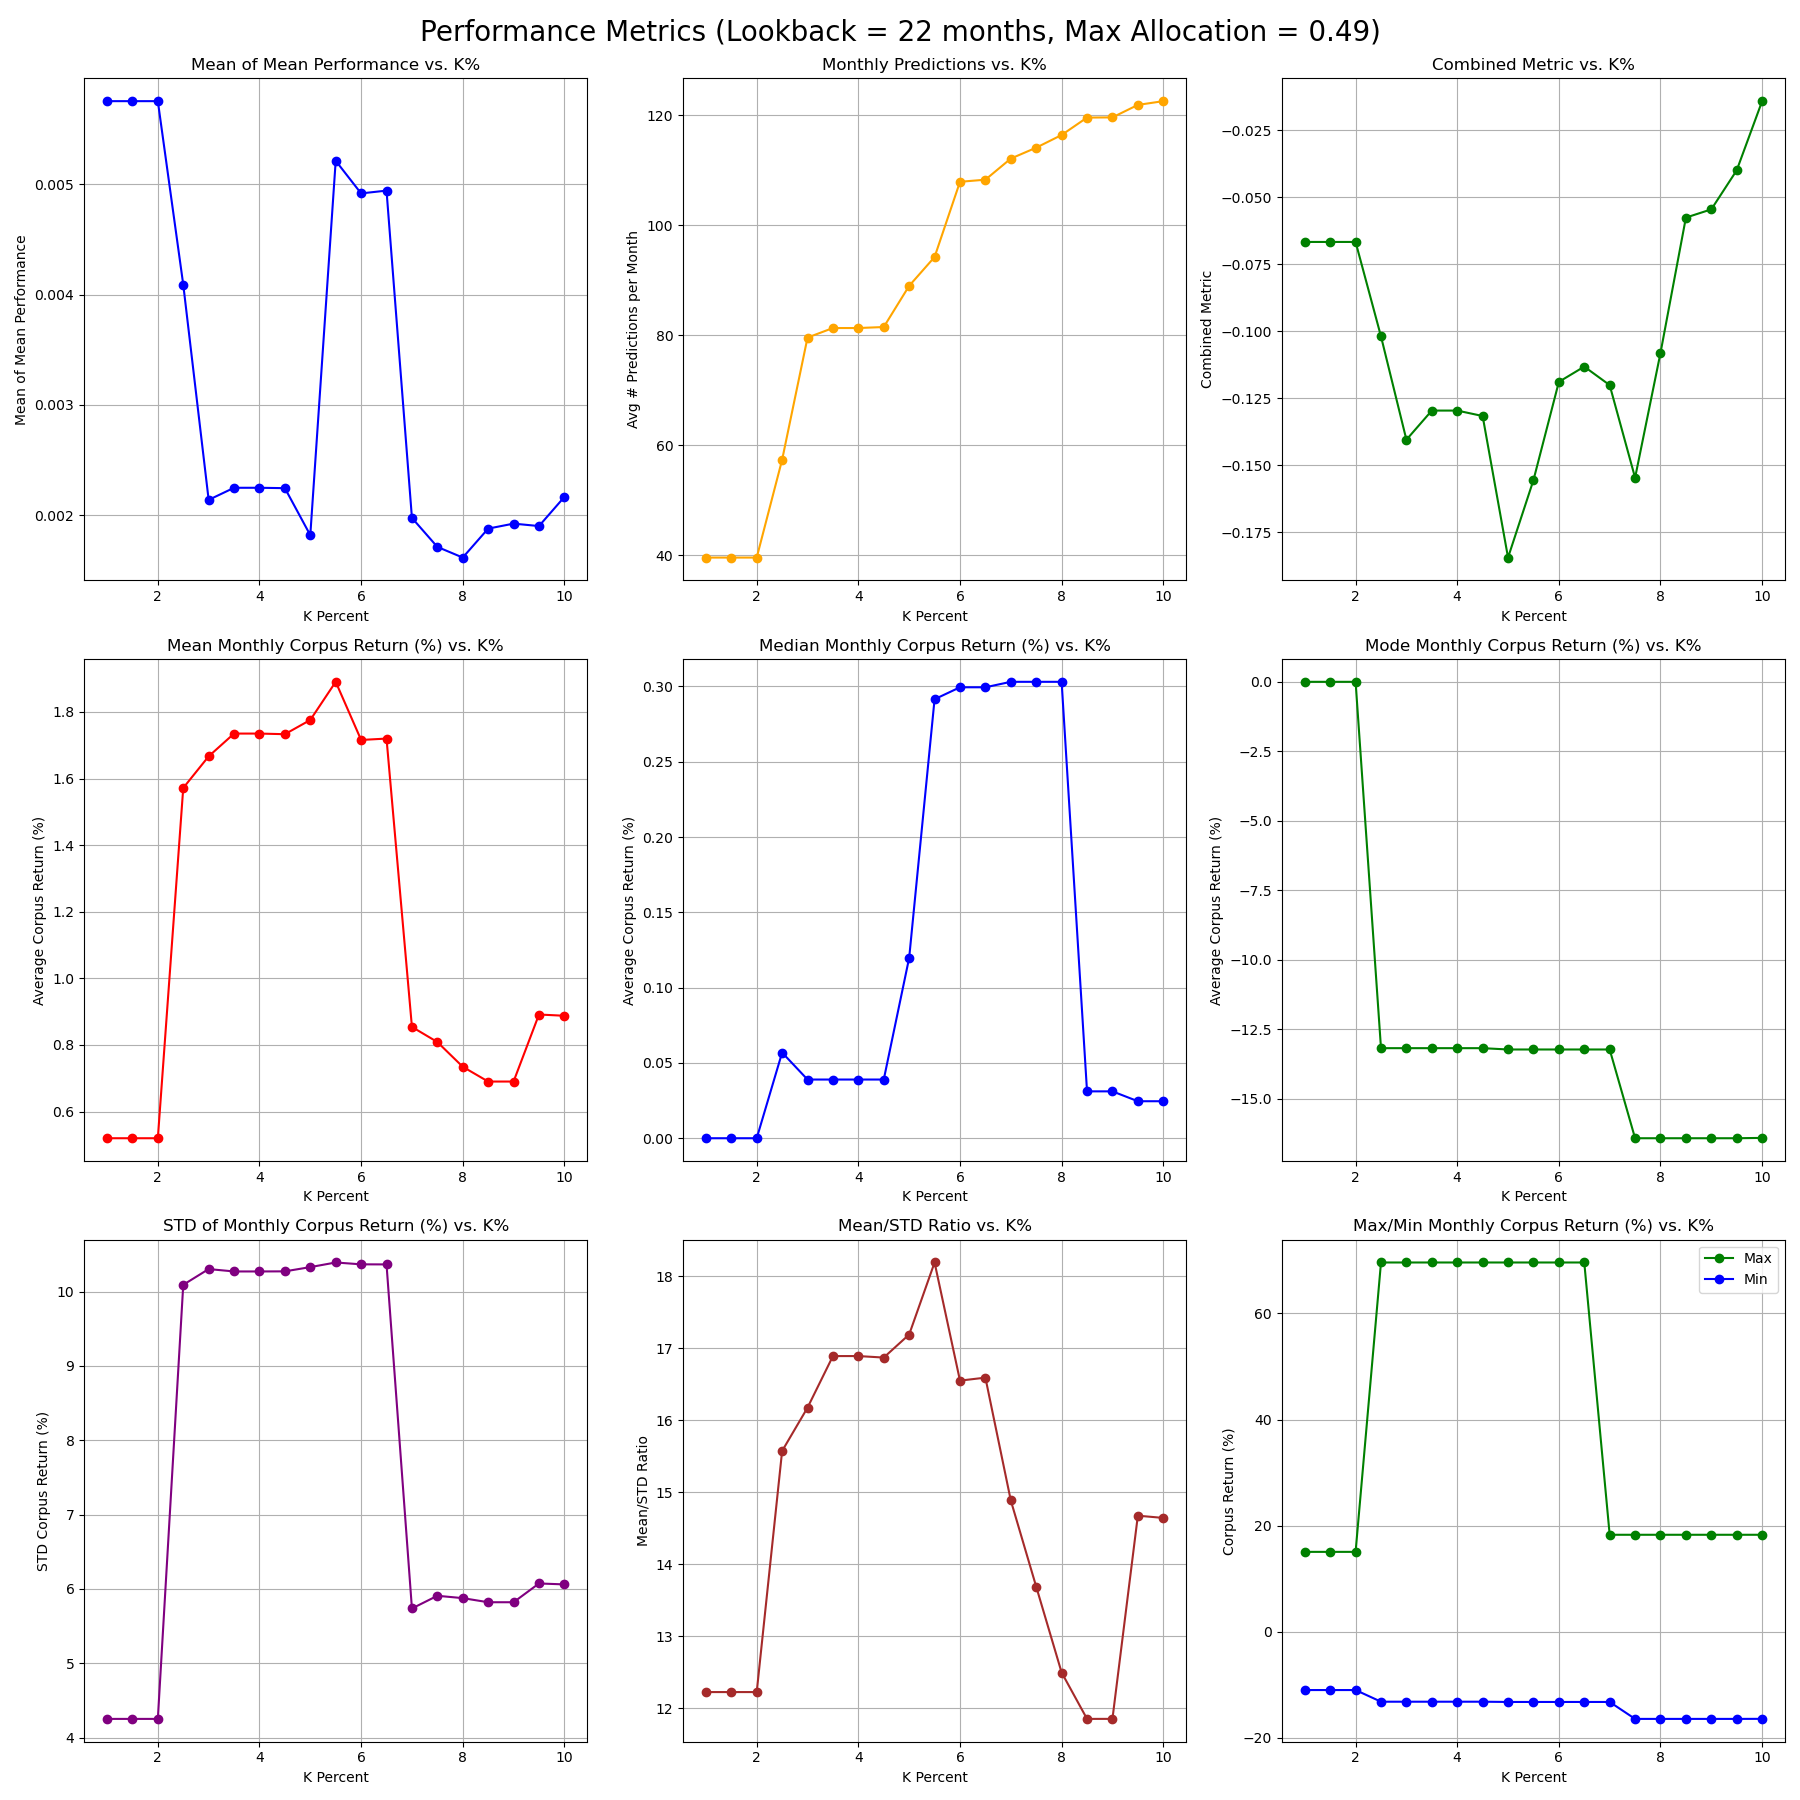 Performance Metrics (Lookback = 22 months, Max Allocation = 0.49)
Mean of Mean Performance vs. K%
Mean of Mean Performance
0.005
0.004
0.003
0.002
2 4 6 8 10
K Percent
Monthly Predictions vs. K%
Avg # Predictions per Month
120
100
80
60
40
2 4 6 8 10
K Percent
Combined Metric vs. K%
Combined Metric
−0.025
−0.050
−0.075
−0.100
−0.125
−0.150
−0.175
2 4 6 8 10
K Percent
Mean Monthly Corpus Return (%) vs. K%
Average Corpus Return (%)
1.8
1.6
1.4
1.2
1.0
0.8
0.6
2 4 6 8 10
K Percent
Median Monthly Corpus Return (%) vs. K%
Average Corpus Return (%)
0.30
0.25
0.20
0.15
0.10
0.05
0.00
2 4 6 8 10
K Percent
Mode Monthly Corpus Return (%) vs. K%
Average Corpus Return (%)
0.0
−2.5
−5.0
−7.5
−10.0
−12.5
−15.0
2 4 6 8 10
K Percent
STD of Monthly Corpus Return (%) vs. K%
STD Corpus Return (%)
10
9
8
7
6
5
4
2 4 6 8 10
K Percent
Mean/STD Ratio vs. K%
Mean/STD Ratio
18
17
16
15
14
13
12
2 4 6 8 10
K Percent
Max/Min Monthly Corpus Return (%) vs. K%
Corpus Return (%)
Max
Min
60
40
20
0
−20
2 4 6 8 10
K Percent